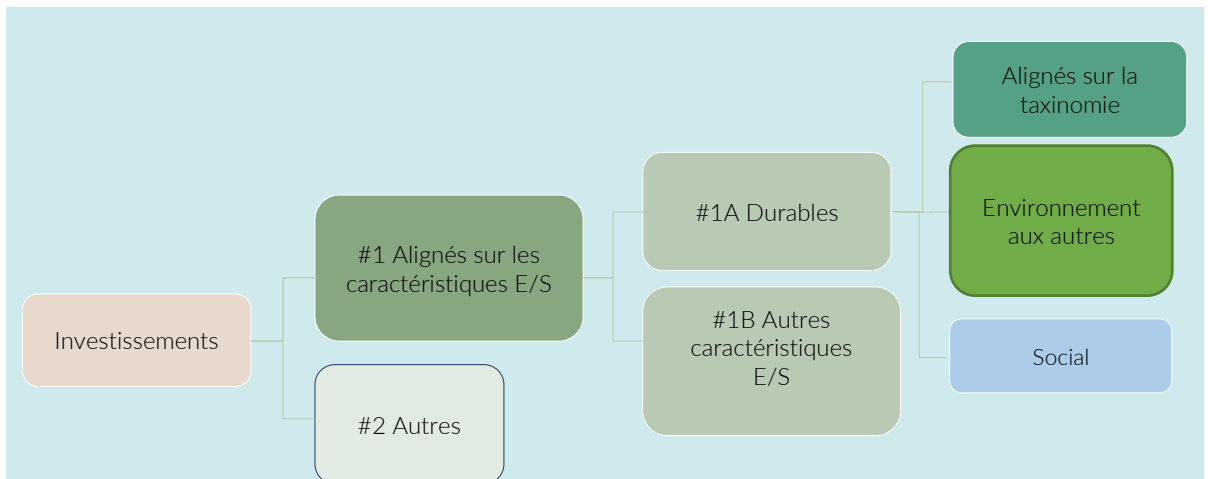 Investissements
#1 Alignés sur les
caractéristiques E/S
#2 Autres
#1A Durables
#1B Autres
caractéristiques
E/S
Alignés sur la
taxinomie
Environnement
aux autres
Social